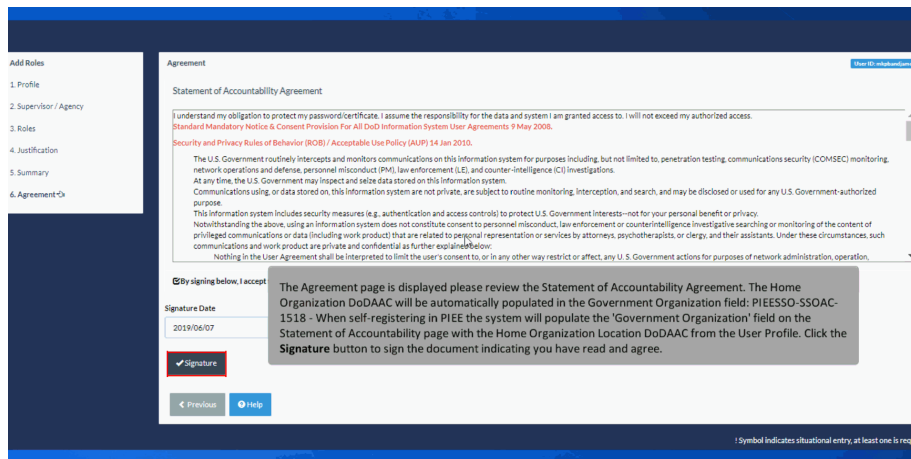 Add Roles
1. Profile
2. Supervisor / Agency
3. Roles
4. Justification
5. Summary
6. Agreement
Agreement
Statement of Accountability Agreement
I understand my obligation to protect my password/certificate. I assume the responsibility for the data and system I am granted access to. I will not exceed my authorized access.
Standard Mandatory Notice & Consent Provision For All DoD Information System User Agreements 9 May 2008.
Security and Privacy Rules of Behavior (ROB) / Acceptable Use Policy (AUP) 14 Jan 2010.
The U.S. Government routinely intercepts and monitors communications on this information system for purposes including, but not limited to, penetration testing, communications security (COMSEC) monitoring,
network operations and defense, personnel misconduct (PM), law enforcement (LE), and counter-intelligence (CI) investigations.
At any time, the U.S. Government may inspect and seize data stored on this information system.
Communications using, or data stored on, this information system are not private, are subject to routine monitoring, interception, and search, and may be disclosed or used for any U.S. Government-authorized
purpose.
This information system includes security measures (e.g., authentication and access controls) to protect U.S. Government interests--not for your personal benefit or privacy.
Notwithstanding the above, using an information system does not constitute consent to personnel misconduct, law enforcement or counterintelligence investigative searching or monitoring of the content of
privileged communications or data (including work product) that are related to personal representation or services by attorneys, psychotherapists, or clergy, and their assistants. Under these circumstances, such
communications and work product are private and confidential as further explained below:
Nothing in the User Agreement shall be interpreted to limit the user's consent to, or in any other way restrict or affect, any U. S. Government actions for purposes of network administration, operation,
By signing below, I accept
The Agreement page is displayed please review the Statement of Accountability Agreement. The Home
Organization DoDAAC will be automatically populated in the Government Organization field: PIEESSO-SSOAC-
1518 - When self-registering in PIEE the system will populate the 'Government Organization' field on the
Statement of Accountability page with the Home Organization Location DoDAAC from the User Profile. Click the
Signature button to sign the document indicating you have read and agree.
Signature Date
2019/06/07
Signature
Previous
Help
! Symbol indicates situational entry, at least one is req